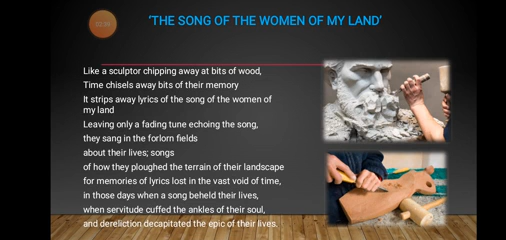 ‘THE SONG OF THE WOMEN OF MY LAND’
Like a sculptor chipping away at bits of wood,
Time chisels away bits of their memory
It strips away lyrics of the song of the women of
my land
Leaving only a fading tune echoing the song,
they sang in the forlorn fields
about their lives; songs
of how they ploughed the terrain of their landscape
for memories of lyrics lost in the vast void of time,
in those days when a song beheld their lives,
when servitude cuffed the ankles of their soul,
and dereliction decapitated the epic of their lives.